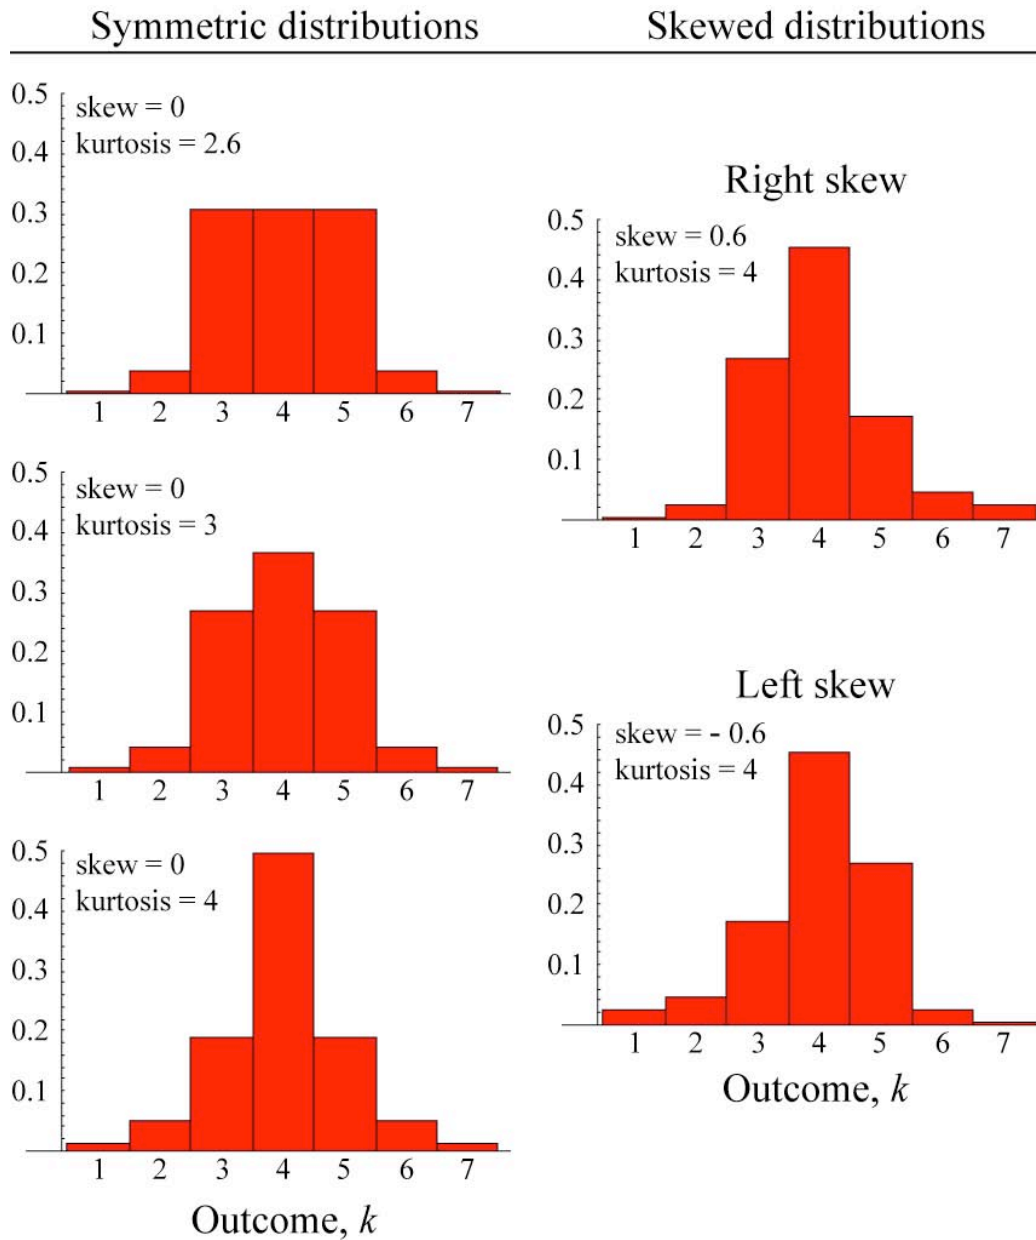 Symmetric distributions
skew = 0
kurtosis = 2.6
0.5
0.4
0.3
0.2
0.1
1 2 3 4 5 6 7
skew = 0
kurtosis = 3
0.5
0.4
0.3
0.2
0.1
1 2 3 4 5 6 7
skew = 0
kurtosis = 4
0.5
0.4
0.3
0.2
0.1
1 2 3 4 5 6 7
Outcome, k
Skewed distributions
Right skew
skew = 0.6
kurtosis = 4
0.5
0.4
0.3
0.2
0.1
1 2 3 4 5 6 7
Left skew
skew = - 0.6
kurtosis = 4
0.5
0.4
0.3
0.2
0.1
1 2 3 4 5 6 7
Outcome, k